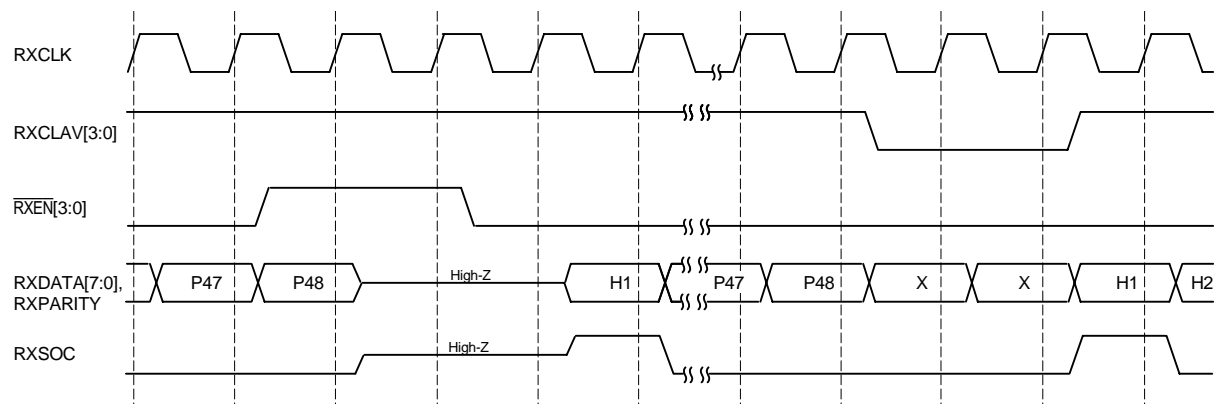 RXCLK
RXCLAV[3:0]
RXEN[3:0]
RXDATA[7:0], P47 P48 High-Z H1 P47 P48 X X H1 H2
RXPARITY
RXSOC High-Z